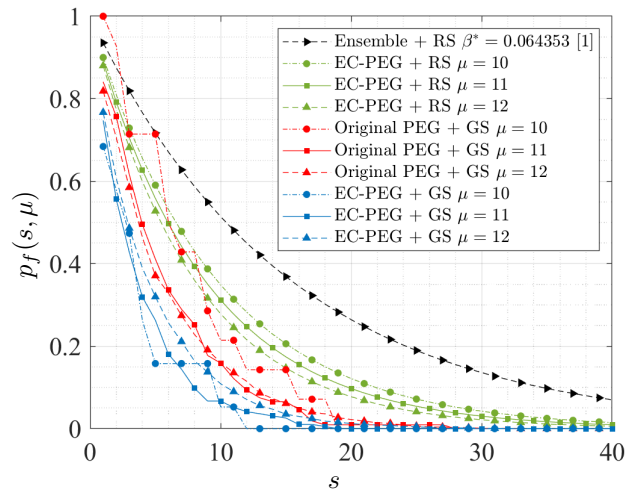 1
0.8
0.6
0.4
0.2
0
0
10
20
30
40
p_f(s, μ)
s
Ensemble + RS β* = 0.064353 [1]
EC-PEG + RS μ = 10
EC-PEG + RS μ = 11
EC-PEG + RS μ = 12
Original PEG + GS μ = 10
Original PEG + GS μ = 11
Original PEG + GS μ = 12
EC-PEG + GS μ = 10
EC-PEG + GS μ = 11
EC-PEG + GS μ = 12